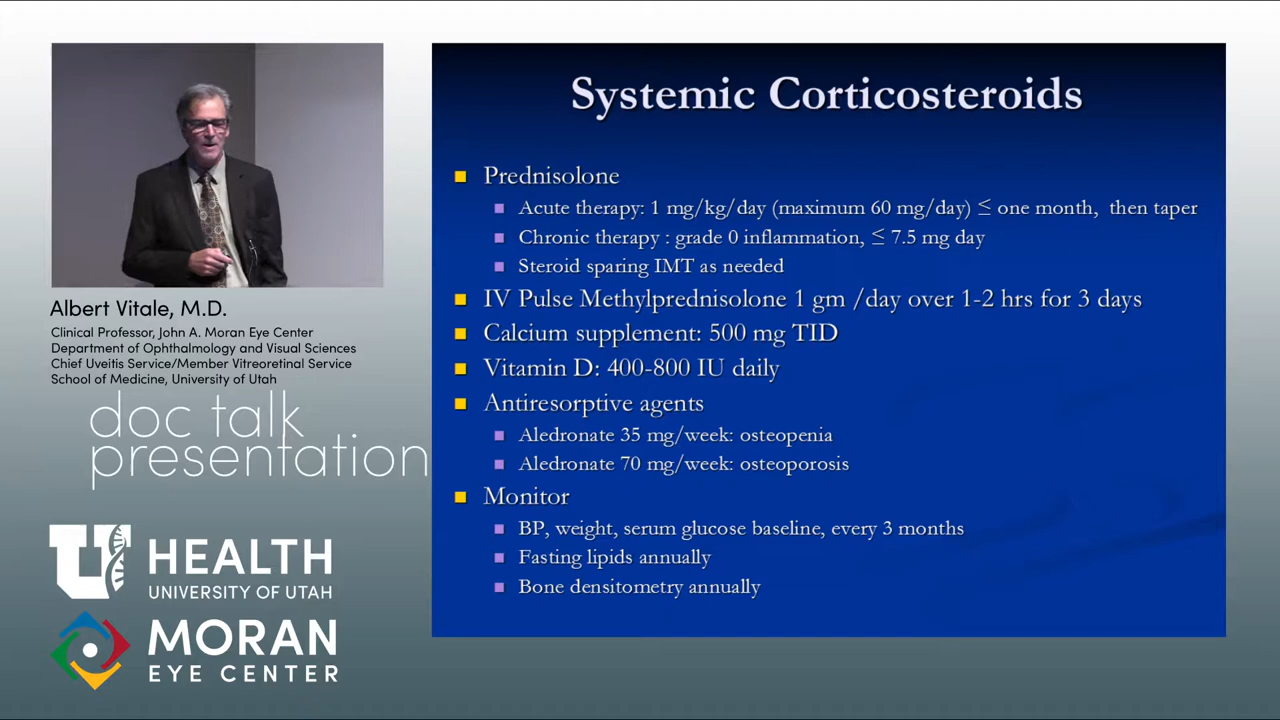 Systemic Corticosteroids
Prednisolone
Acute therapy: 1 mg/kg/day (maximum 60 mg/day) ≤ one month, then taper
Chronic therapy : grade 0 inflammation, ≤ 7.5 mg day
Steroid sparing IMT as needed
IV Pulse Methylprednisolone 1 gm /day over 1-2 hrs for 3 days
Calcium supplement: 500 mg TID
Vitamin D: 400-800 IU daily
Antiresorptive agents
Aledronate 35 mg/week: osteopenia
Aledronate 70 mg/week: osteoporosis
Monitor
BP, weight, serum glucose baseline, every 3 months
Fasting lipids annually
Bone densitometry annually
Albert Vitale, M.D.
Clinical Professor, John A. Moran Eye Center
Department of Ophthalmology and Visual Sciences
Chief Uveitis Service/Member Vitreoretinal Service
School of Medicine, University of Utah
doc talk
presentation
U HEALTH
UNIVERSITY OF UTAH
MORAN
EYE CENTER